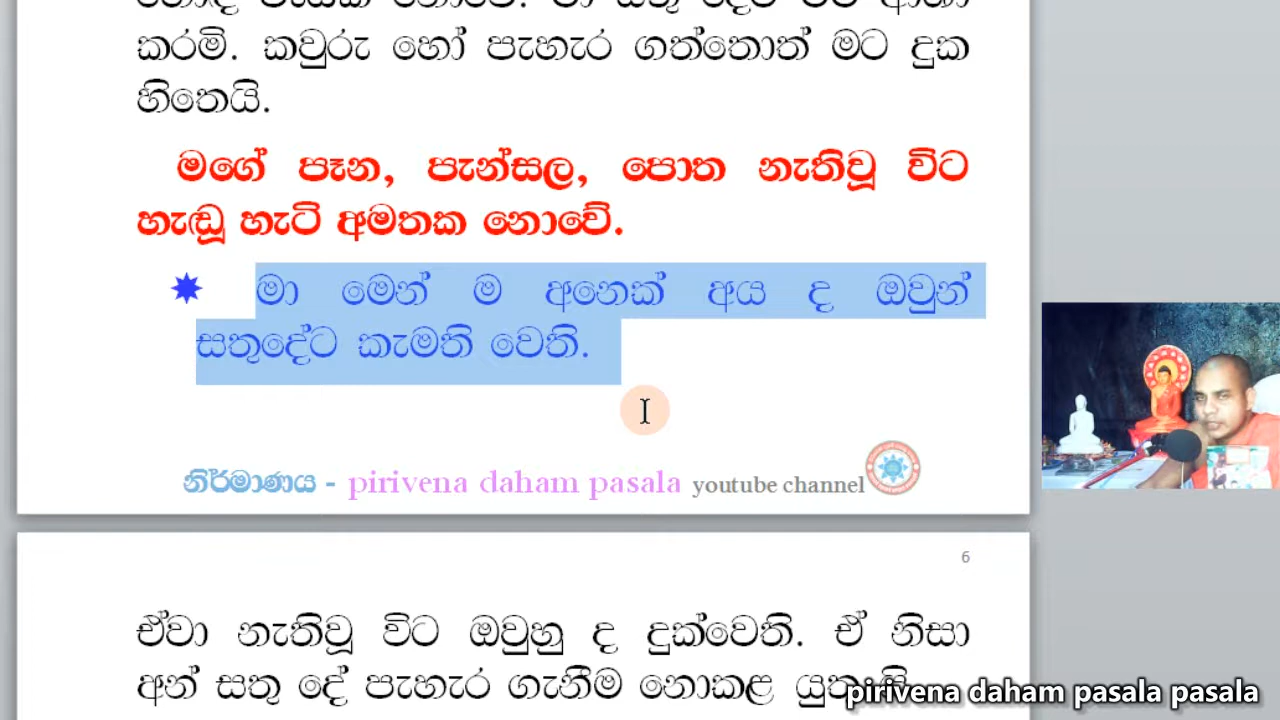 කරමි. කවුරු හෝ පැහැර ගත්තොත් මට දුක
හිතෙයි.
මගේ පෑන, පැන්සල, පොත නැතිවූ විට
හැඬූ හැටි අමතක නොවේ.
මා මෙන් ම අනෙක් අය ද ඔවුන්
සතුදේට කැමති වෙති.
නිර්මාණය - pirivena daham pasala youtube channel
6
ඒවා නැතිවූ විට ඔවුහු ද දුක්වෙති. ඒ නිසා
අන් සතු දේ පැහැර ගැනීම නොකළ
pirivena daham pasala pasala